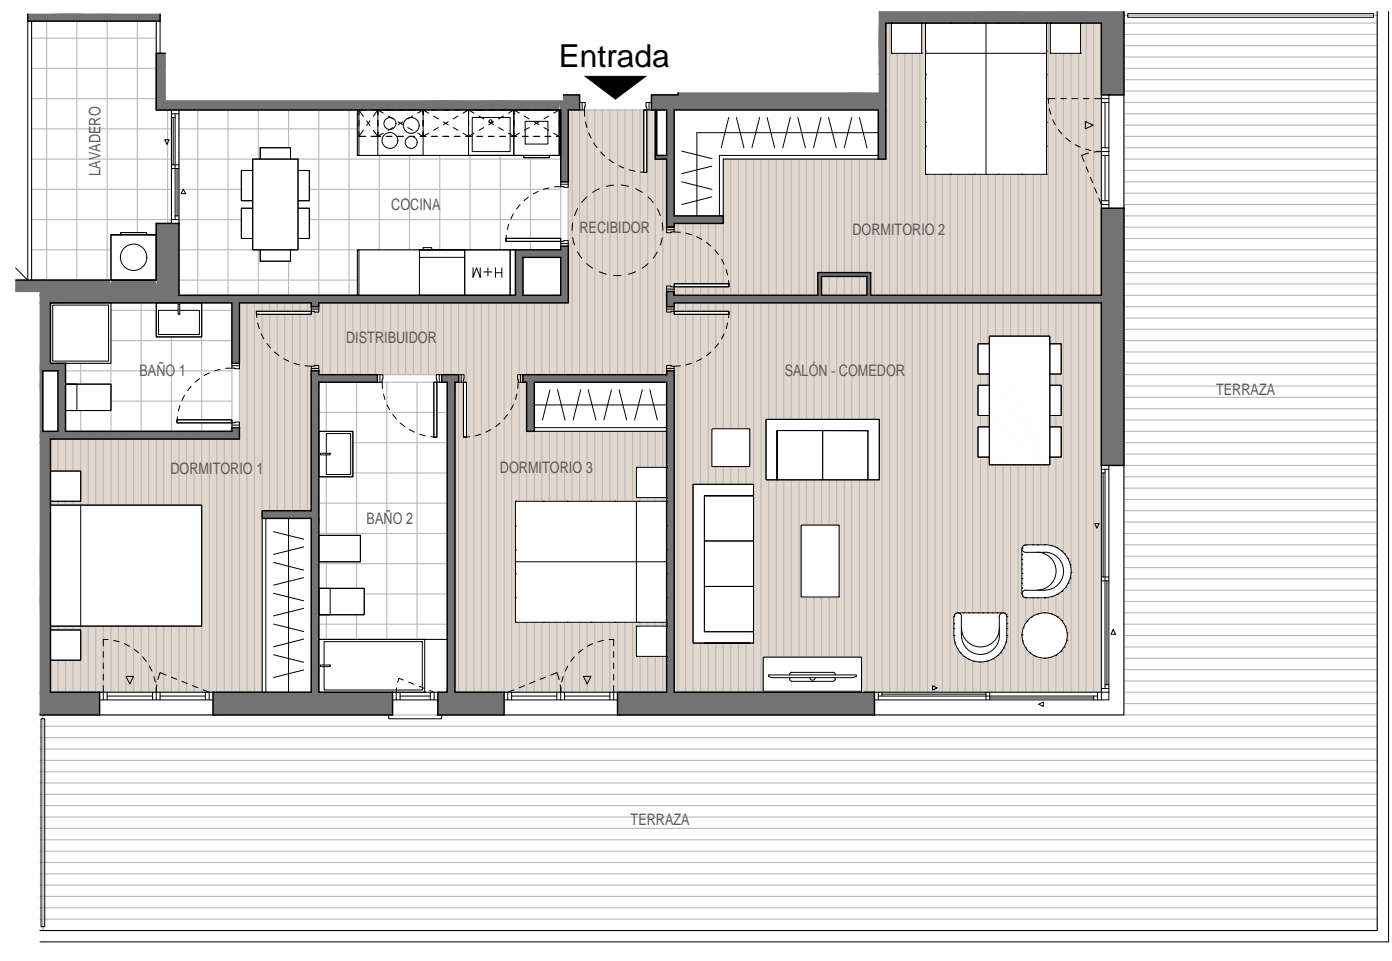 Entrada
LAVADERO
COCINA
RECIBIDOR
DORMITORIO 2
H+M
DISTRIBUIDOR
BAÑO 1
SALÓN - COMEDOR
TERRAZA
DORMITORIO 1
DORMITORIO 3
BAÑO 2
TERRAZA